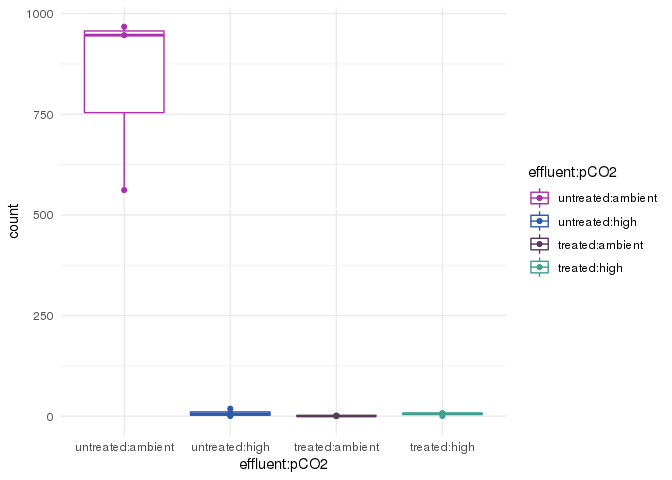 1000
750
500
250
0
count
untreated:ambient
untreated:high
treated:ambient
treated:high
effluent:pCO2
effluent:pCO2
untreated:ambient
untreated:high
treated:ambient
treated:high